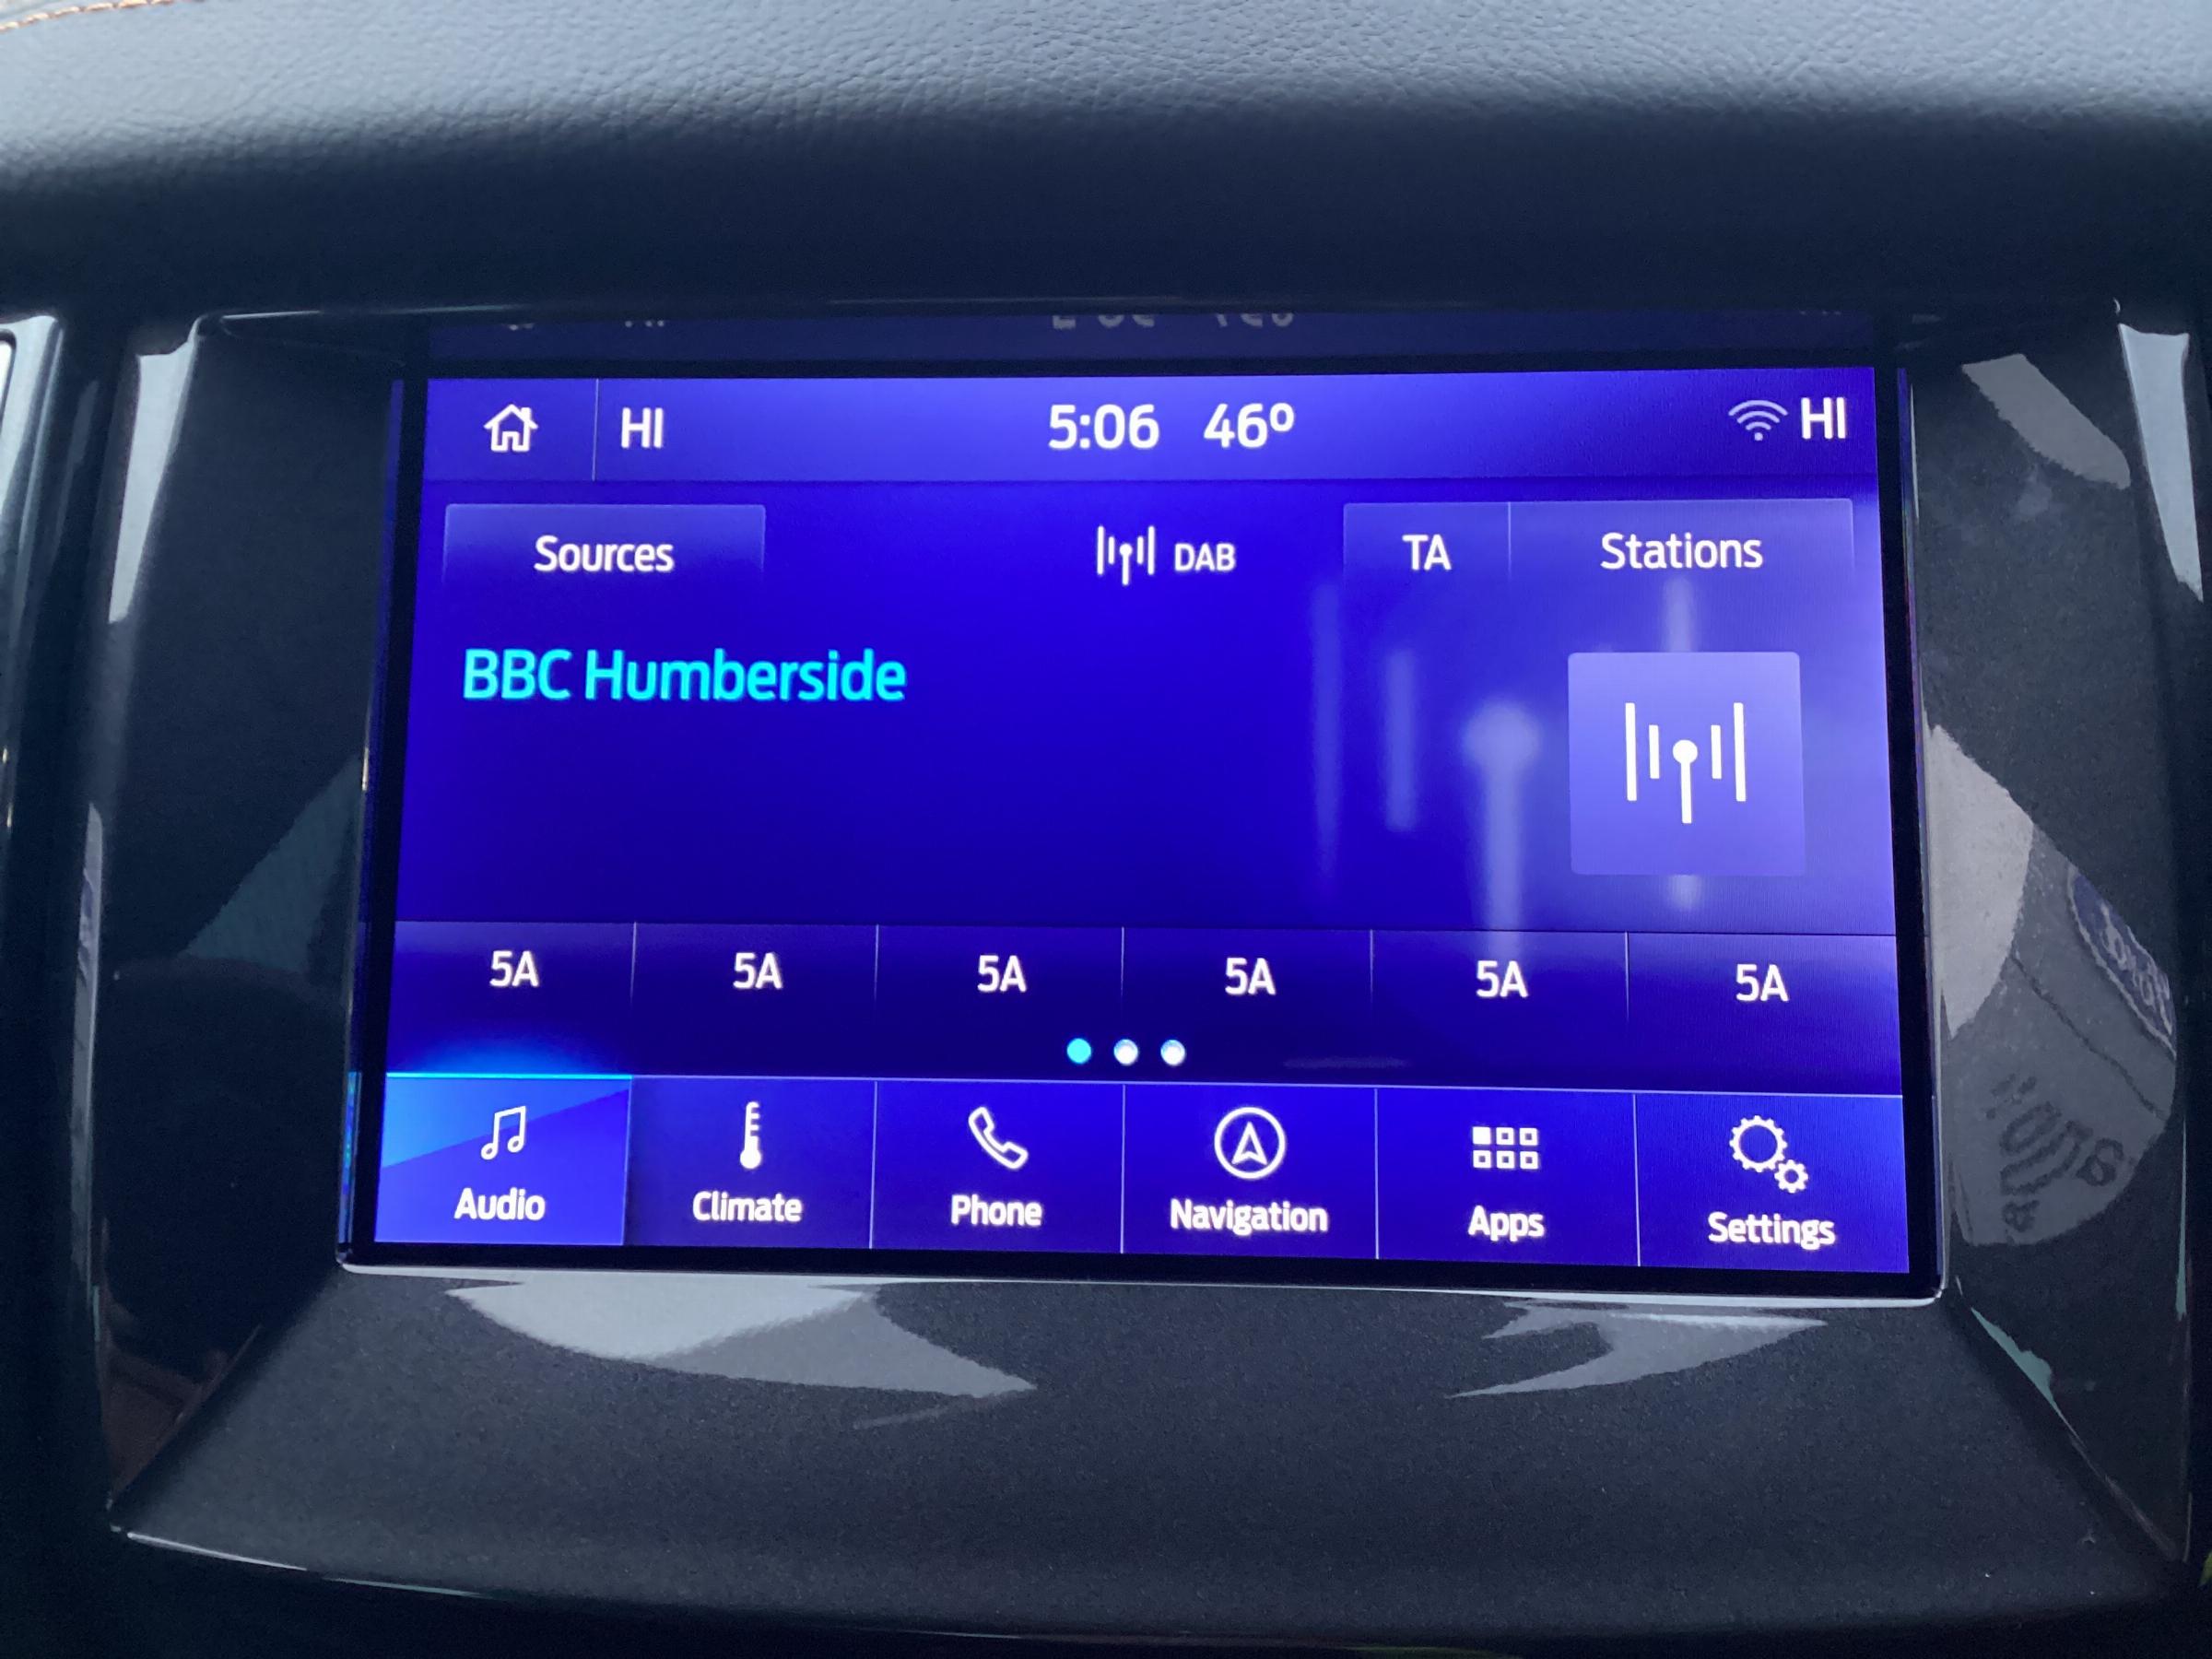 HI 5:06 46º HI
Sources DAB TA Stations
BBC Humberside
5A 5A 5A 5A 5A 5A
Audio Climate Phone Navigation Apps Settings